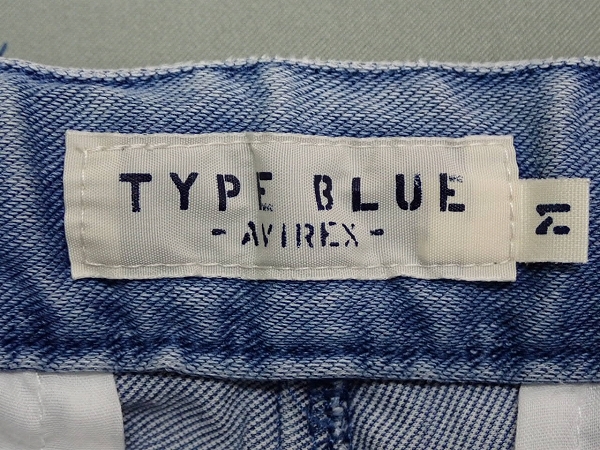 TYPE BLUE
- AVIREX -